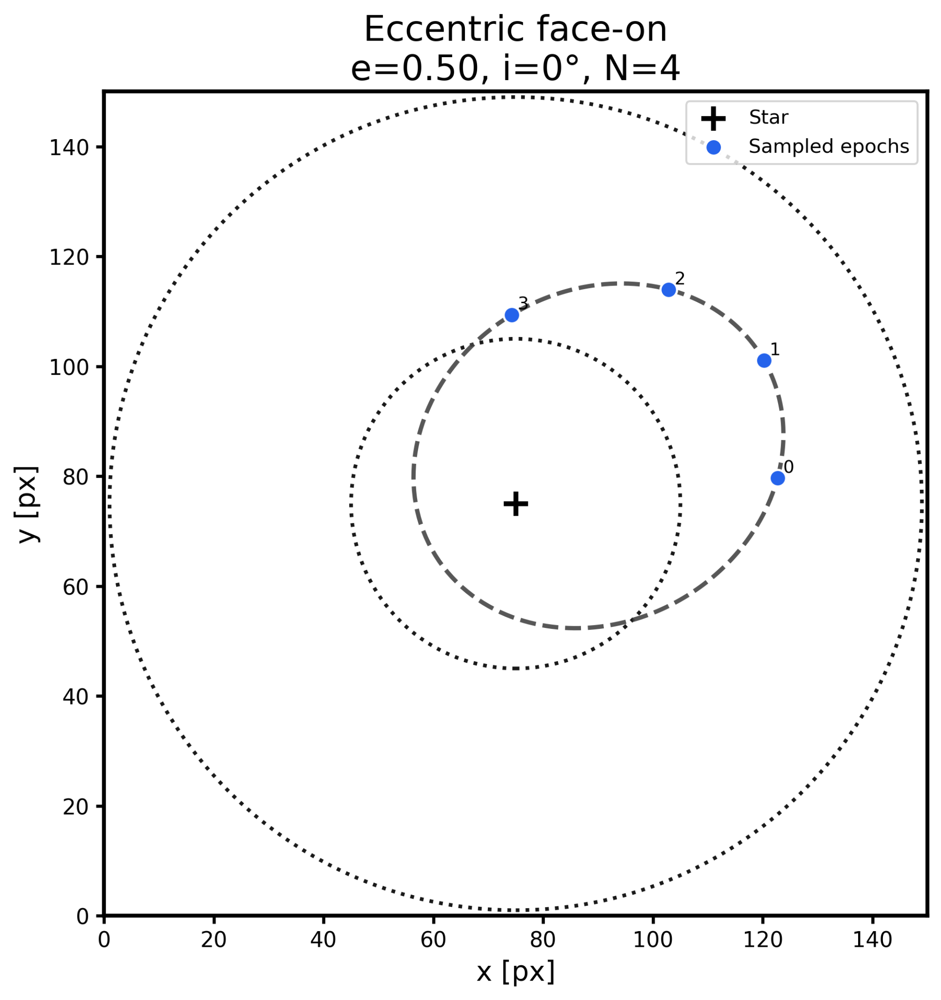 Eccentric face-on
e=0.50, i=0°, N=4
Star
Sampled epochs
140
120
100
80
60
40
20
0
y [px]
2
3
1
0
0 20 40 60 80 100 120 140
x [px]